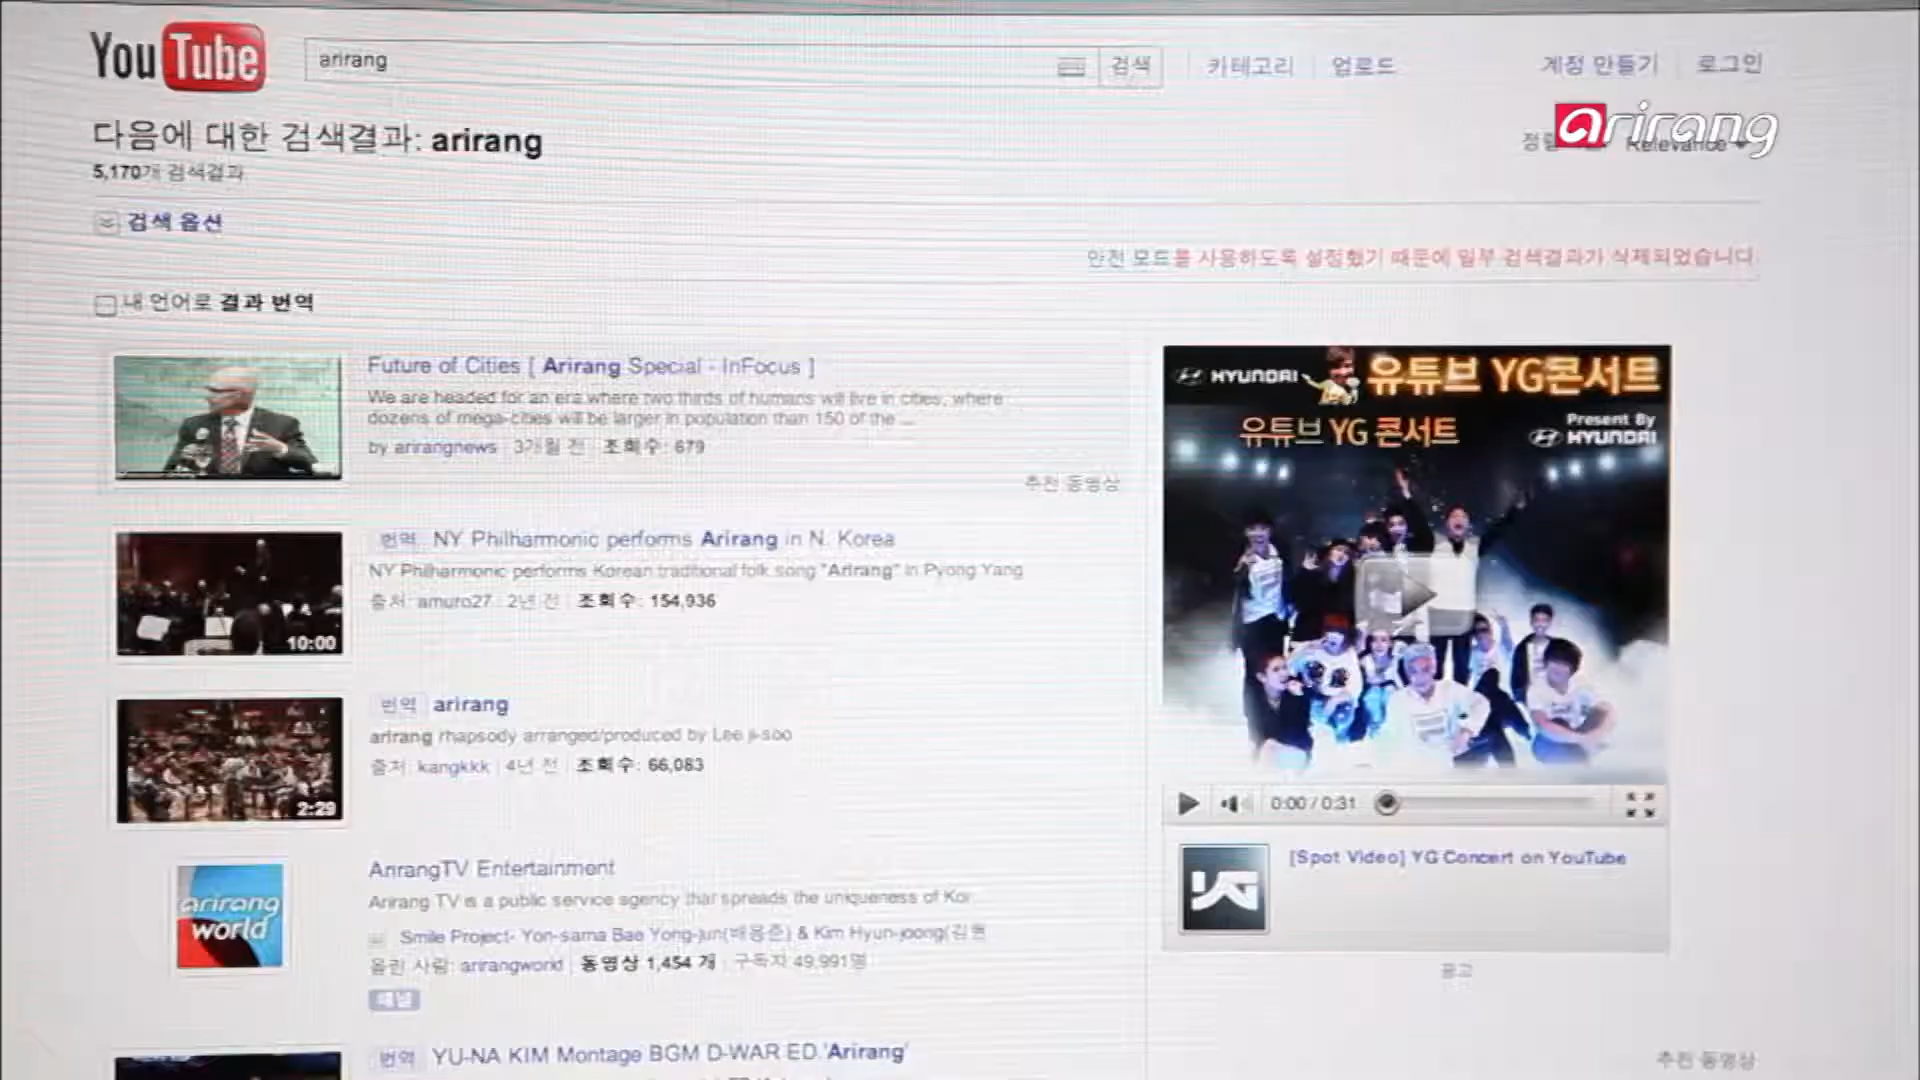 YouTube
arirang
검색
카테고리
업로드
계정 만들기
로그인
arirang
다음에 대한 검색결과: arirang
Relevance
5,170개 검색결과
검색 옵션
안전 모드를 사용하도록 설정했기 때문에 일부 검색결과가 삭제되었습니다
내 언어로 결과 번역
Future of Cities [ Arirang Special - InFocus ]
We are headed for an era where two thirds of humans will live in cities, where
dozens of mega-cities will be larger in population than 150 of the ...
by arirangnews 3개월 전 조회수: 679
추천 동영상
번역 NY Philharmonic performs Arirang in N. Korea
NY Philharmonic performs Korean traditional folk song "Arirang" in Pyong Yang
출처: amuro27 2년 전 조회수: 154,936
10:00
번역 arirang
arirang rhapsody arranged/produced by Lee ji-soo
출처: kangkkk 4년 전 조회수: 66,083
2:29
ArirangTV Entertainment
Arirang TV is a public service agency that spreads the uniqueness of Kor
Smile Project- Yon-sama Bae Yong-jun(배용준) & Kim Hyun-joong(김현
올린 사람: arirangworld 동영상 1,454 개 구독자 49,991명
채널
arirang
world
번역 YU-NA KIM Montage BGM D-WAR ED.'Arirang'
HYUNDAI 유튜브 YG콘서트
유튜브 YG 콘서트
Present By
HYUNDAI
0:00 / 0:31
YG
[Spot Video] YG Concert on YouTube
광고
추천 동영상